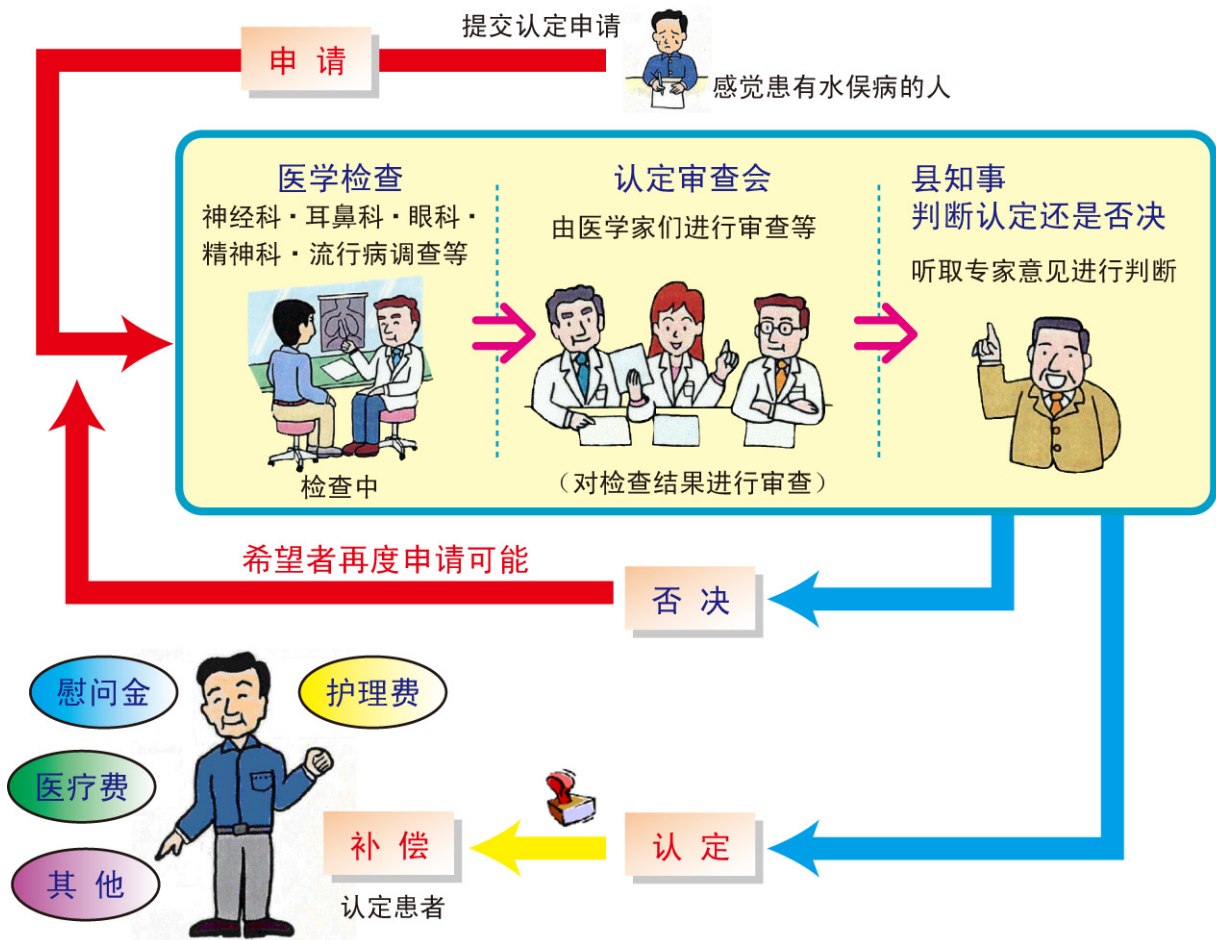 提交认定申请
申请
感觉患有水俣病的人
医学检查
神经科·耳鼻科·眼科·
精神科·流行病调查等
检查中
认定审查会
由医学家们进行审查等
（对检查结果进行审查）
县知事
判断认定还是否决
听取专家意见进行判断
希望者再度申请可能
否决
慰问金
护理费
医疗费
其他
补偿
认定患者
认定